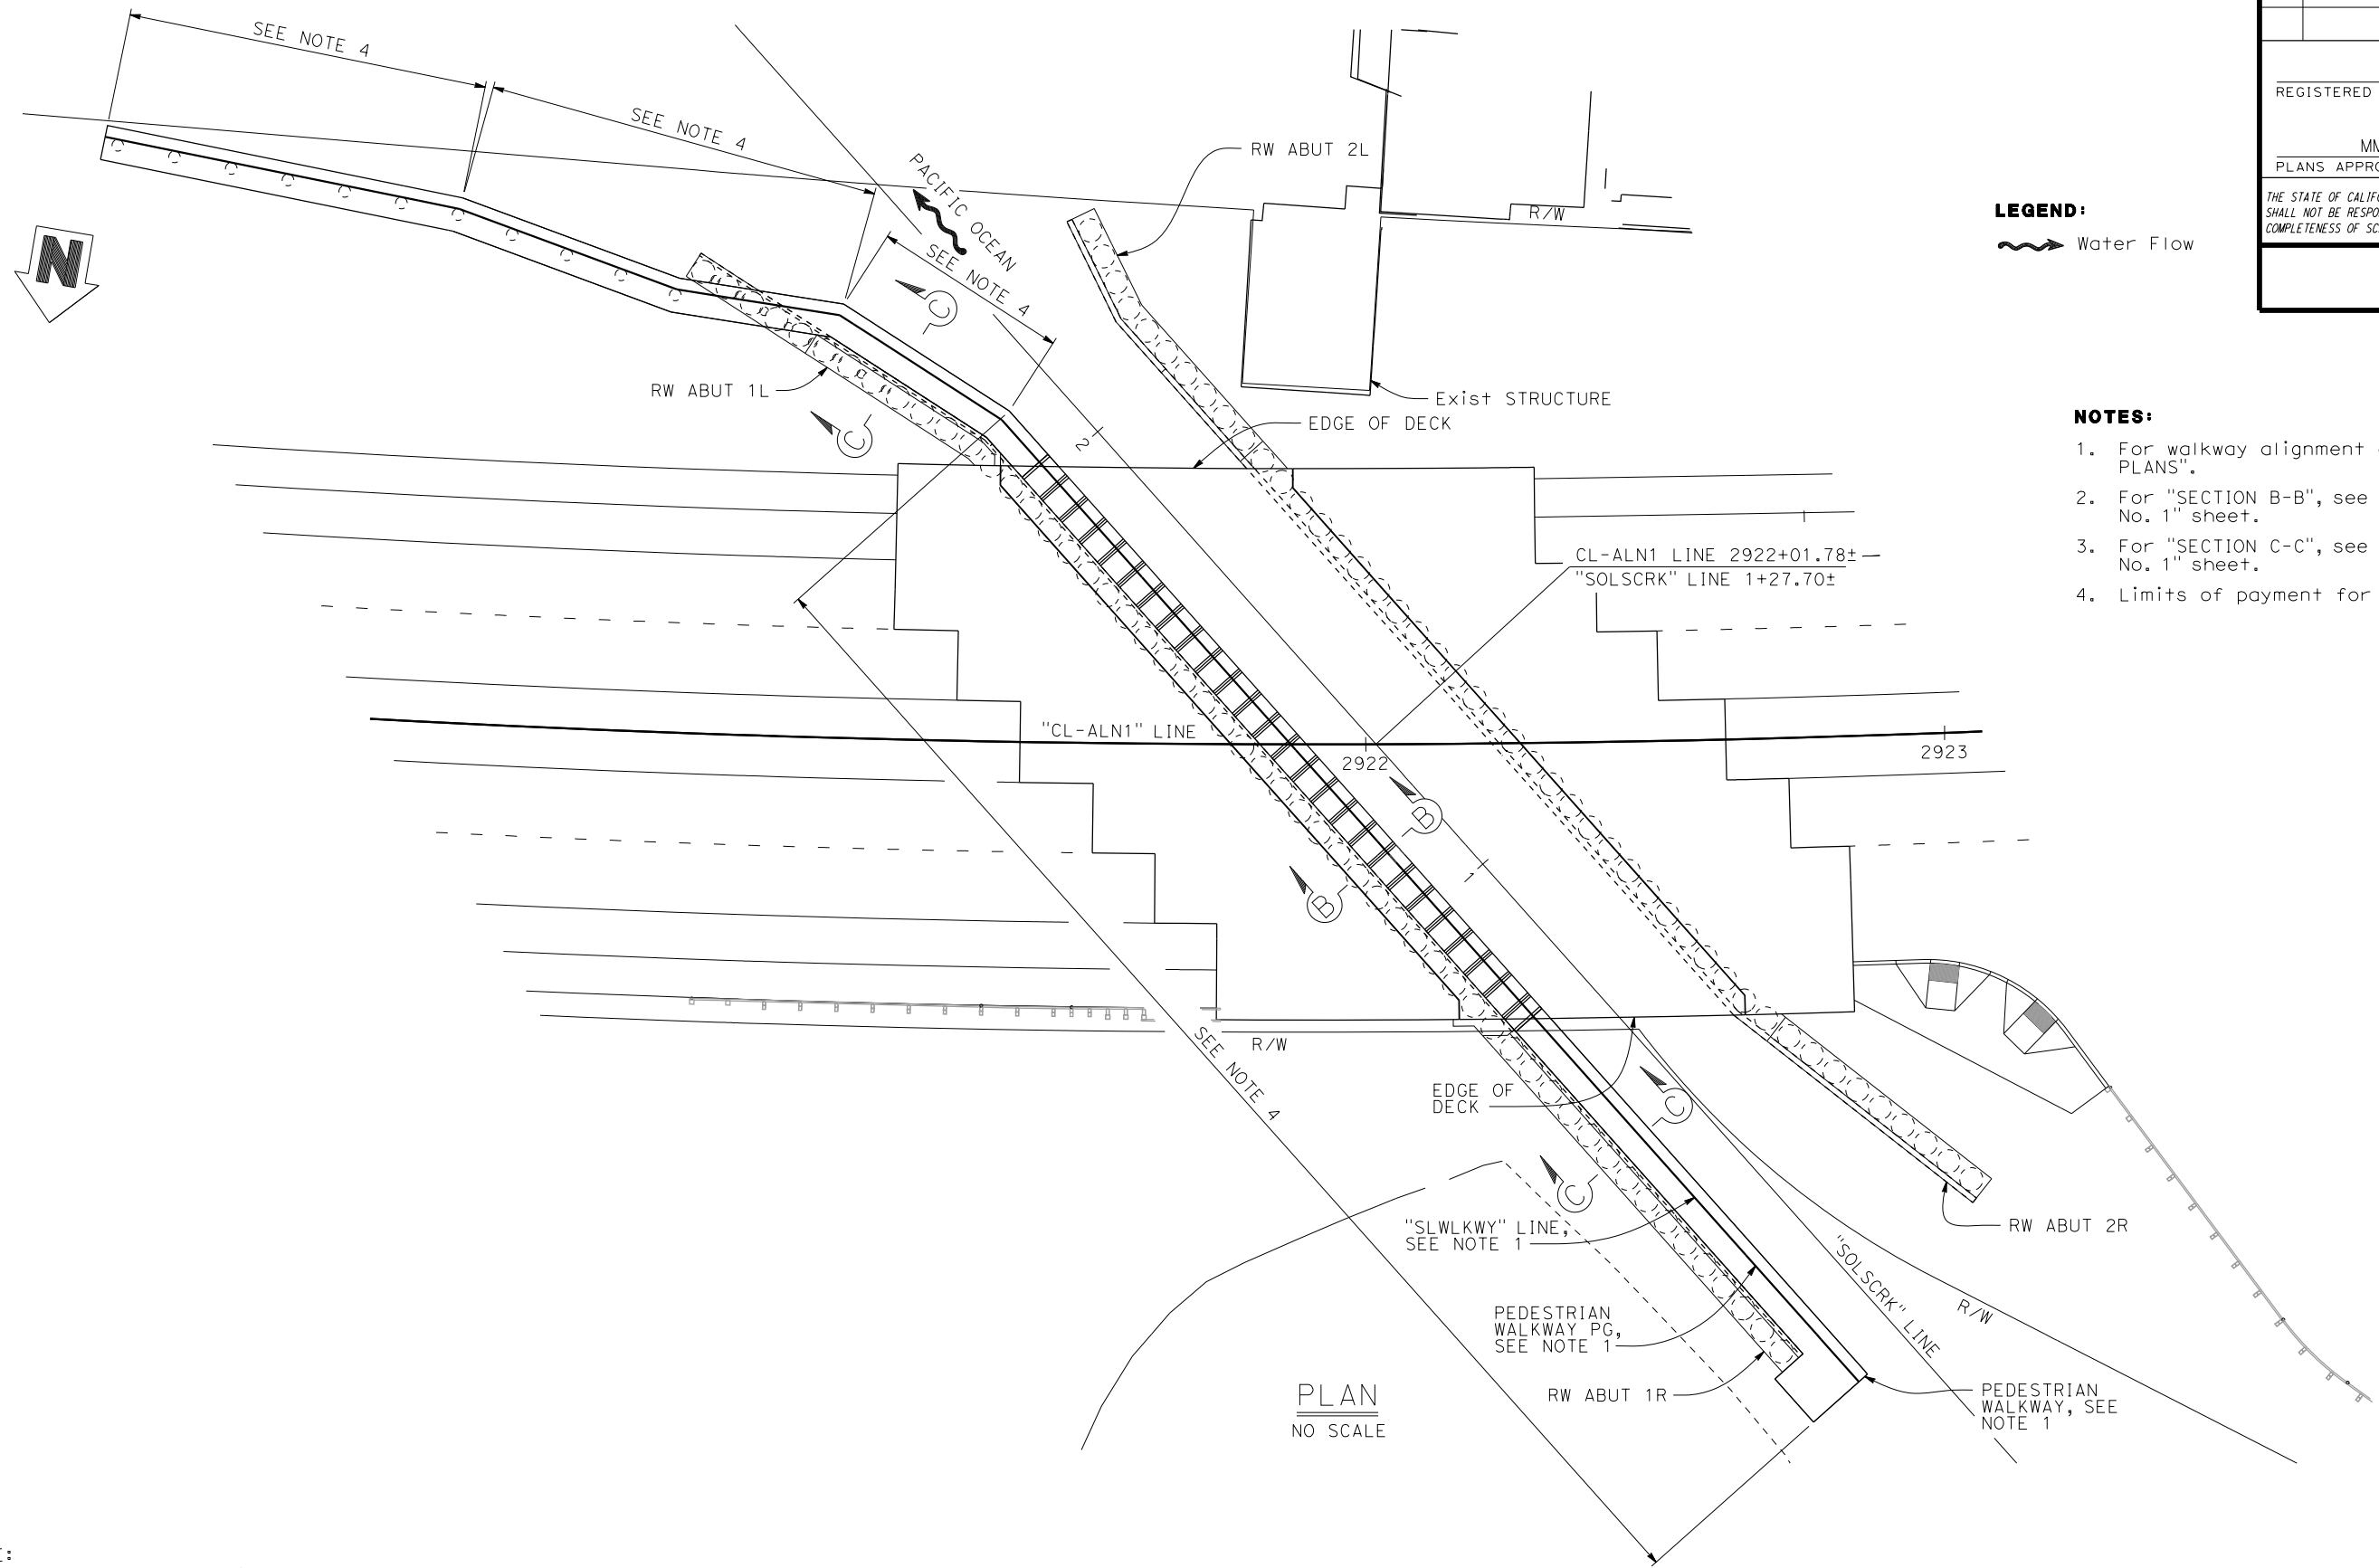 SEE NOTE 4
SEE NOTE 4
PACIFIC OCEAN
SEE NOTE 4
N
C
C
RW ABUT 2L
R/W
RW ABUT 1L
Exist STRUCTURE
EDGE OF DECK
2
CL-ALN1 LINE 2922+01.78±
"SOLSCRK" LINE 1+27.70±
"CL-ALN1" LINE
2922
2923
B
B
1
R/W
SEE NOTE 4
EDGE OF
DECK
C
C
"SLWLKWY" LINE,
SEE NOTE 1
RW ABUT 2R
"SOLSCRK" LINE
R/W
PEDESTRIAN
WALKWAY PG,
SEE NOTE 1
RW ABUT 1R
PEDESTRIAN
WALKWAY, SEE
NOTE 1
PLAN
NO SCALE
LEGEND:
Water Flow
REGISTERED
PLANS
THE STATE OF
SHALL NOT BE
COMPLETENESS OF
NOTES:
1. For walkway alignment
PLANS".
2. For "SECTION B-B", see
No. 1" sheet.
3. For "SECTION C-C", see
No. 1" sheet.
4. Limits of payment for